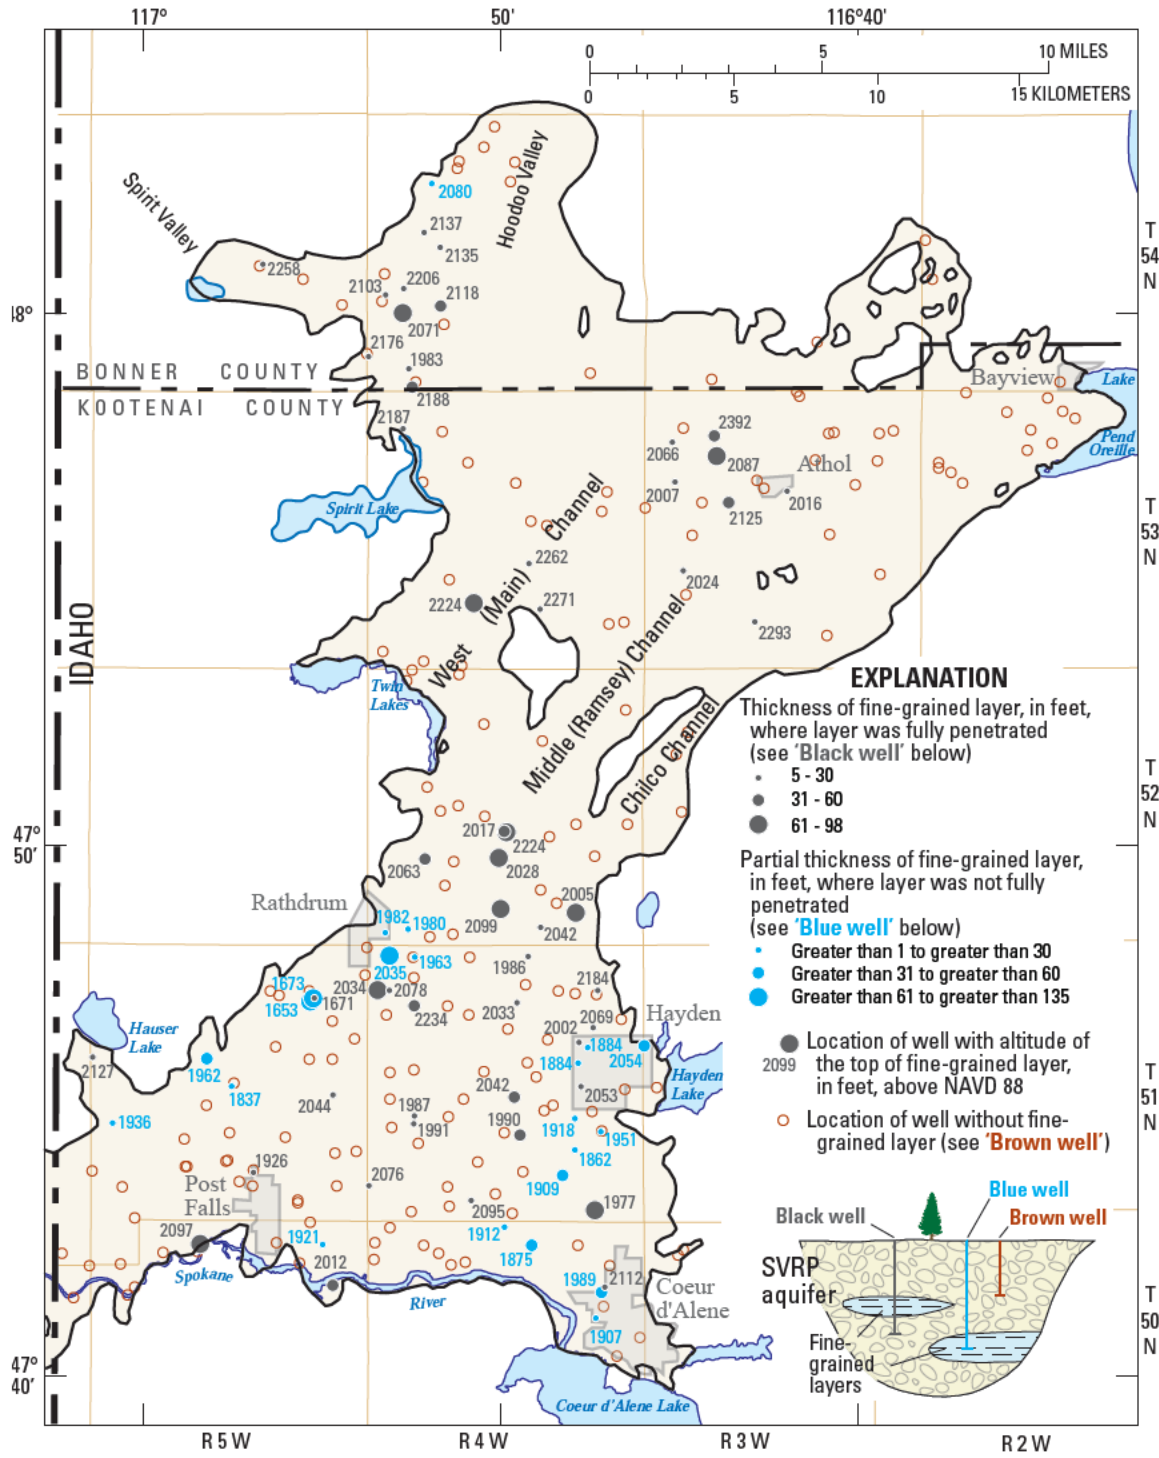 117°
50'
116°40'
0
5
10 MILES
0
5
10
15 KILOMETERS
Hoodoo Valley
Spirit Valley
2080
2137
2135
2258
2206
2103
2118
2071
2176
1983
2188
2187
T
54
N
48°
BONNER COUNTY
KOOTENAI COUNTY
Bayview
Lake
Pend
Oreille
2392
2066
2087
Athol
2007
2016
2125
Spirit Lake
West (Main) Channel
T
53
N
2262
2024
2224
2271
2293
IDAHO
Twin
Lakes
Middle (Ramsey) Channel
Chilco Channel
EXPLANATION
Thickness of fine-grained layer, in feet,
where layer was fully penetrated
(see 'Black well' below)
5 - 30
31 - 60
61 - 98
Partial thickness of fine-grained layer,
in feet, where layer was not fully
penetrated
(see 'Blue well' below)
Greater than 1 to greater than 30
Greater than 31 to greater than 60
Greater than 61 to greater than 135
2099
Location of well with altitude of
the top of fine-grained layer,
in feet, above NAVD 88
Location of well without fine-
grained layer (see 'Brown well')
T
52
N
47°
50'
2017
2224
2063
2028
Rathdrum
2005
1982
1980
2099
2042
2035
1963
1986
1673
2034
2078
2184
1653
1671
2234
2033
2069
Hayden
2002
1884
Hauser
Lake
1884
2054
2127
1962
1837
2042
2053
Hayden
Lake
T
51
N
2044
1987
1990
1936
1991
1918
1951
1862
1926
2076
1909
Post
Falls
2095
1977
2097
1921
1912
1875
Spokane
2012
River
1989
2112
Coeur
d'Alene
1907
Coeur d'Alene Lake
Blue well
Black well
Brown well
SVRP
aquifer
Fine-
grained
layers
T
50
N
47°
40'
R 5 W
R 4 W
R 3 W
R 2 W